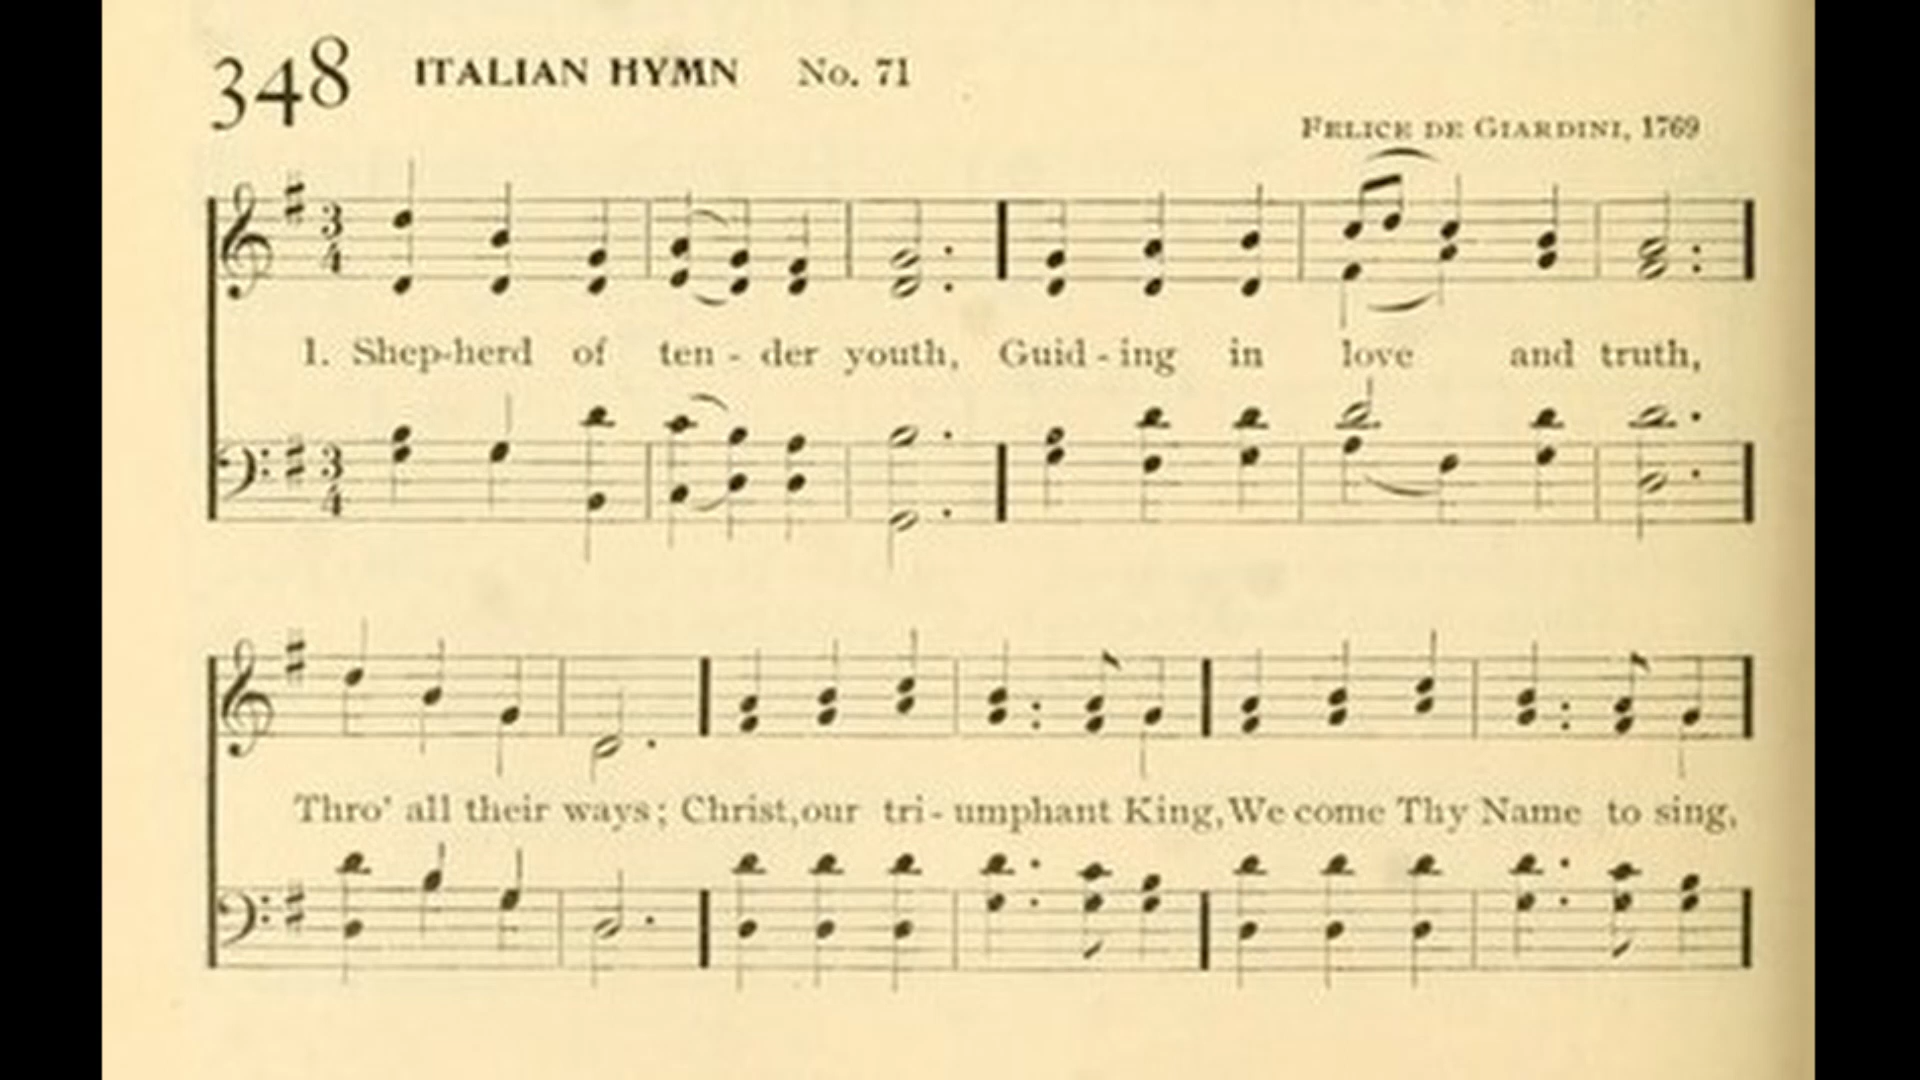 348 ITALIAN HYMN No. 71
FELICE DE GIARDINI, 1769
1. Shep-herd of ten - der youth, Guid - ing in love and truth,
Thro' all their ways; Christ, our tri - umphant King, We come Thy Name to sing,